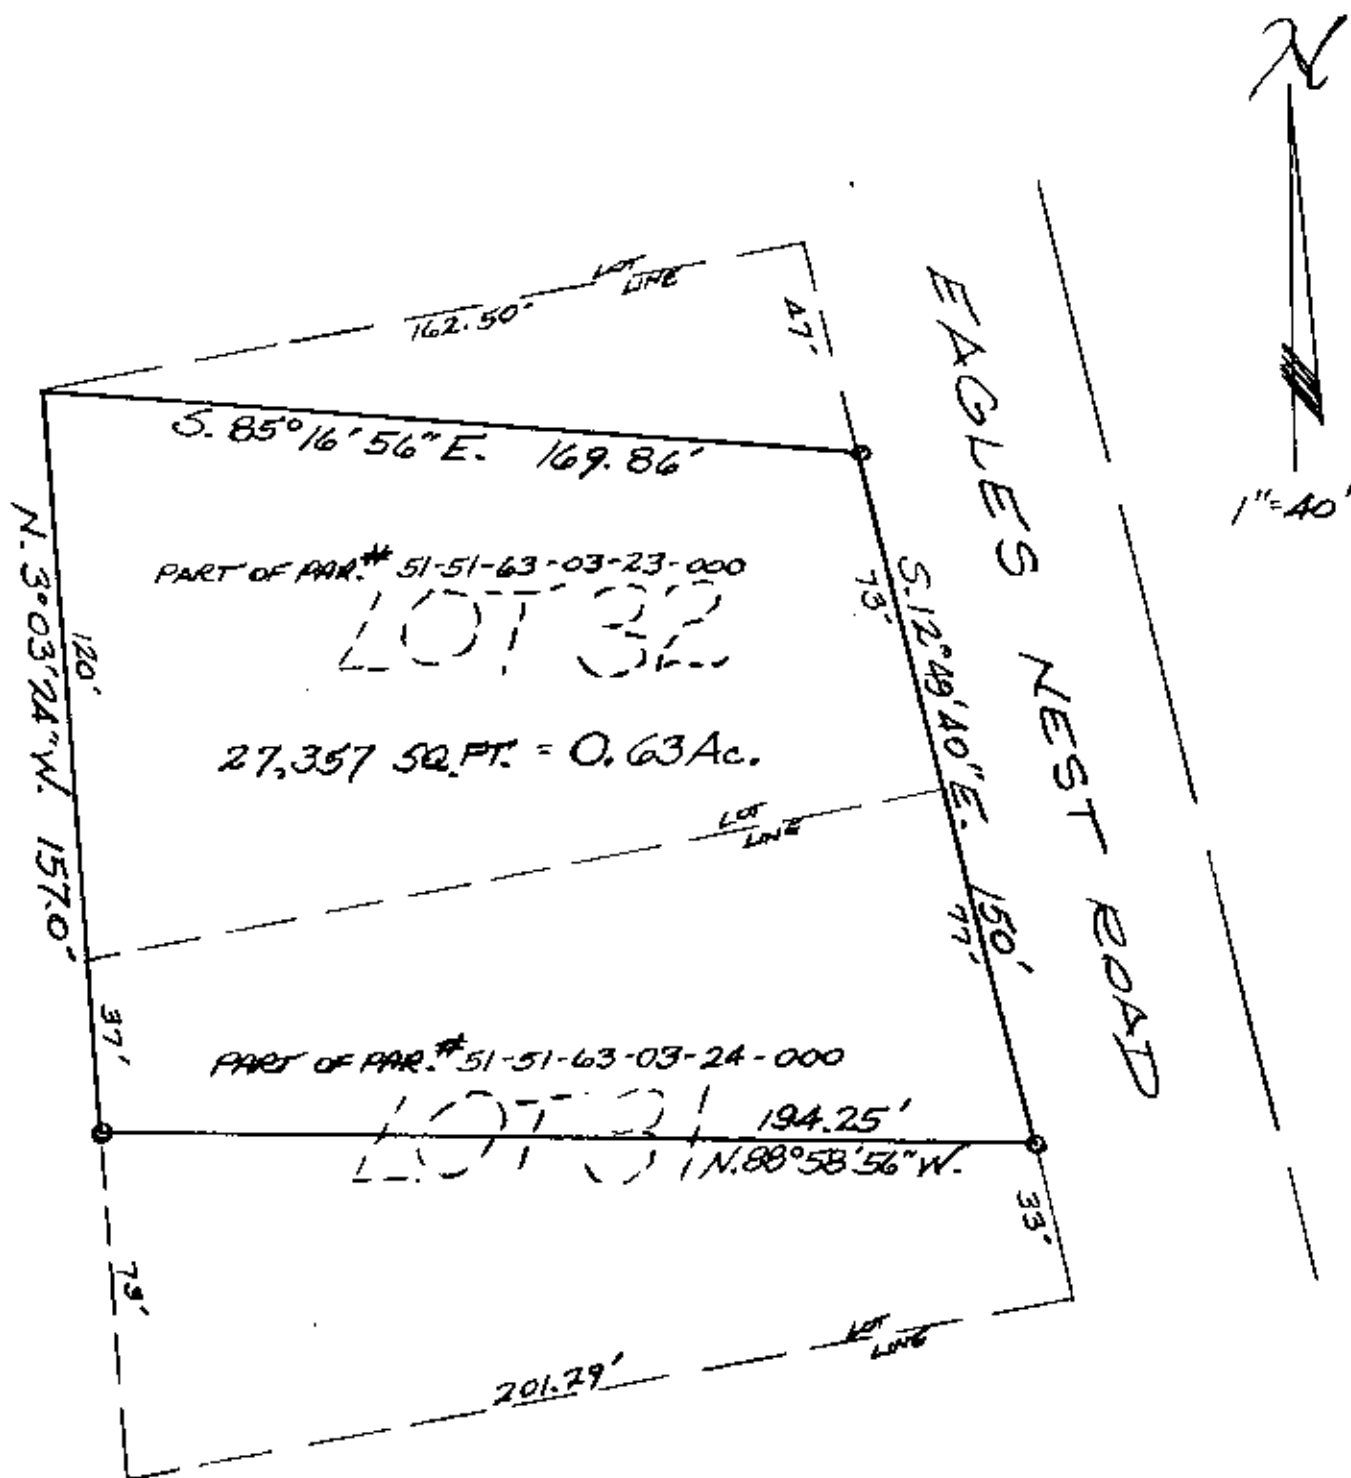 N
1"=40'
LOT
LINE
162.50'
47'
EAGLES NEST ROAD
S. 85°16'56"E. 169.86'
N. 3°03'24"W. 157.0'
120'
37'
PART OF PAR.# 51-51-63-03-23-000
LOT 32
27,357 SQ.FT. = 0.63 Ac.
73'
S. 12°49'40"E. 150'
77'
LOT
LINE
PART OF PAR.# 51-51-63-03-24-000
LOT 31
194.25'
N.88°58'56"W.
33'
79'
LOT
LINE
201.29'